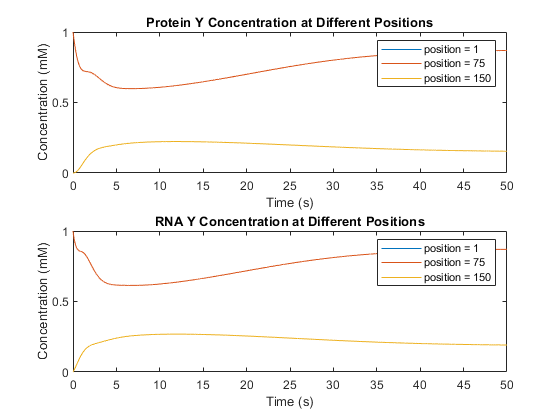 Protein Y Concentration at Different Positions
1
0.5
0
Concentration (mM)
position = 1
position = 75
position = 150
0 5 10 15 20 25 30 35 40 45 50
Time (s)
RNA Y Concentration at Different Positions
1
0.5
0
Concentration (mM)
position = 1
position = 75
position = 150
0 5 10 15 20 25 30 35 40 45 50
Time (s)